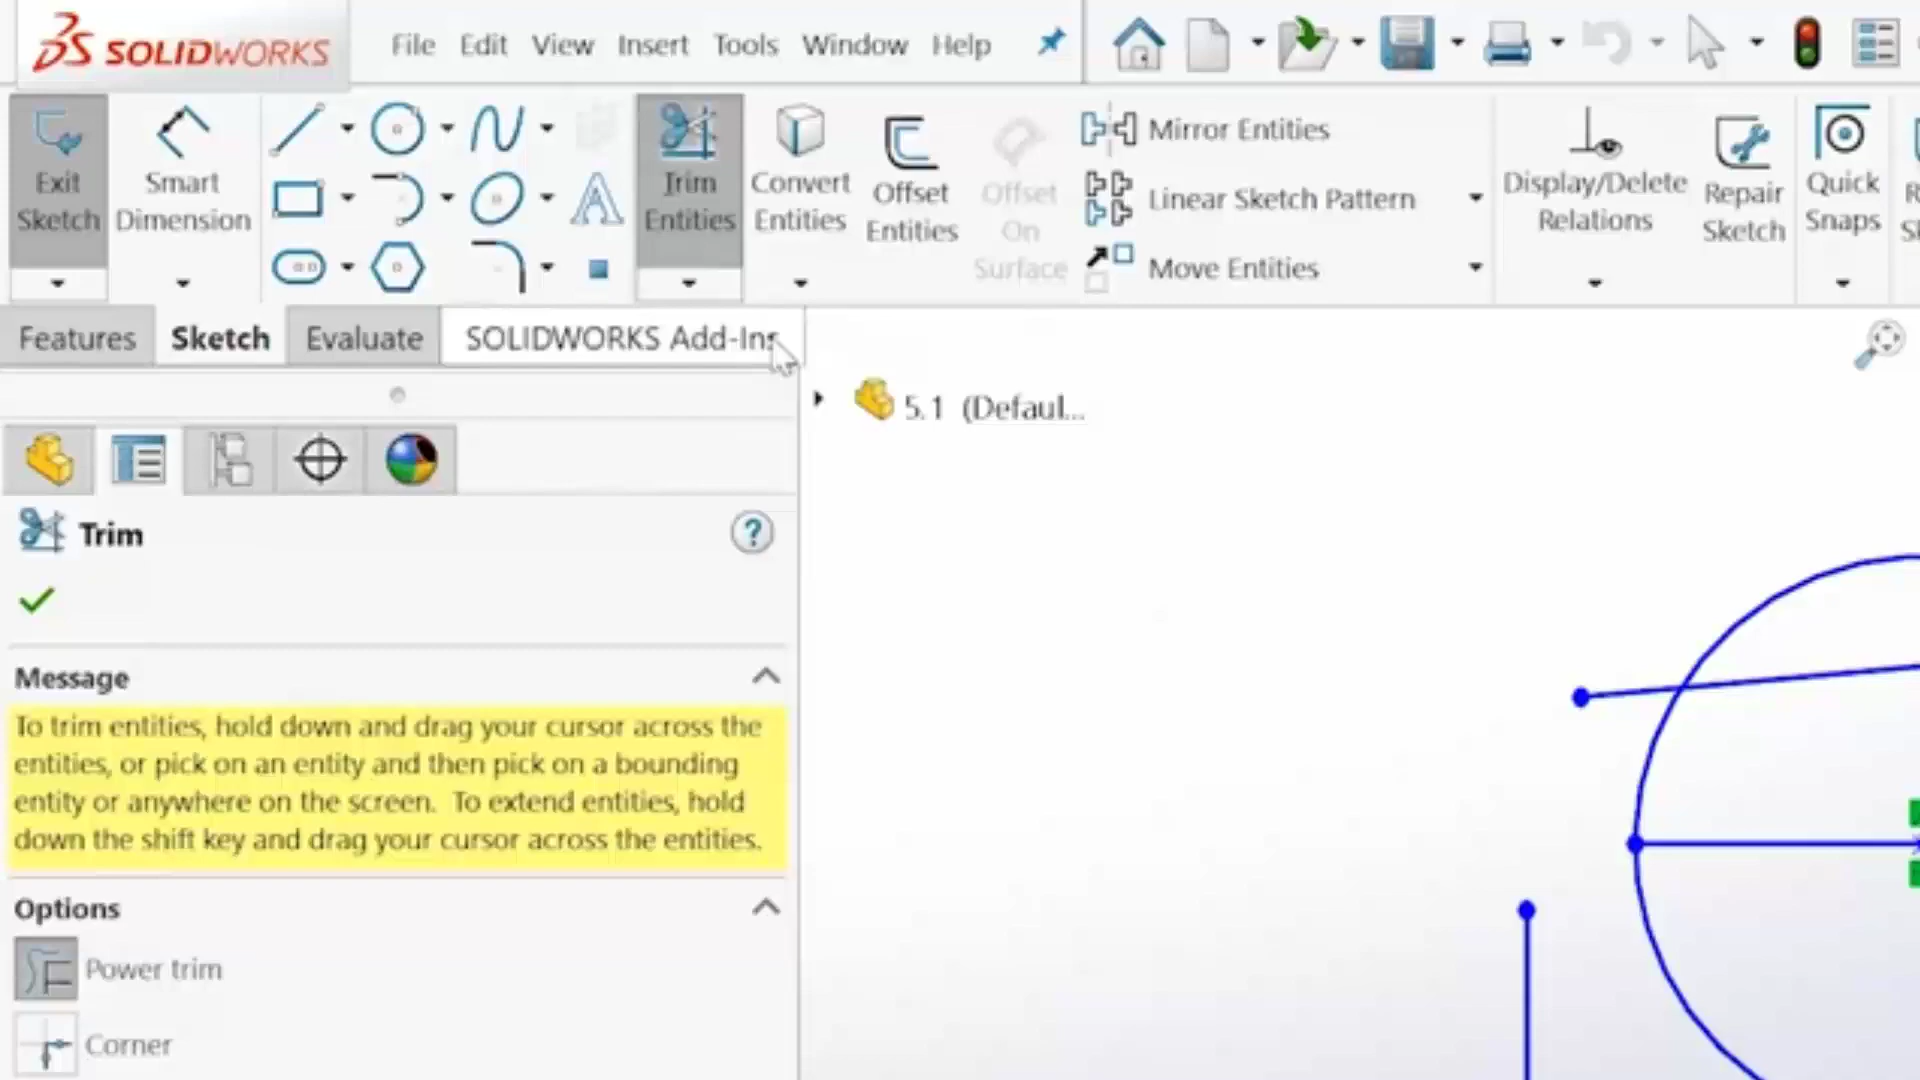 SOLIDWORKS
File Edit View Insert Tools Window Help
Exit Sketch
Smart Dimension
Trim Entities
Convert Entities
Offset Entities
Offset On Surface
Mirror Entities
Linear Sketch Pattern
Move Entities
Display/Delete Relations
Repair Sketch
Quick Snaps
Features Sketch Evaluate SOLIDWORKS Add-Ins
5.1 (Defaul...
Trim
Message
To trim entities, hold down and drag your cursor across the
entities, or pick on an entity and then pick on a bounding
entity or anywhere on the screen. To extend entities, hold
down the shift key and drag your cursor across the entities.
Options
Power trim
Corner